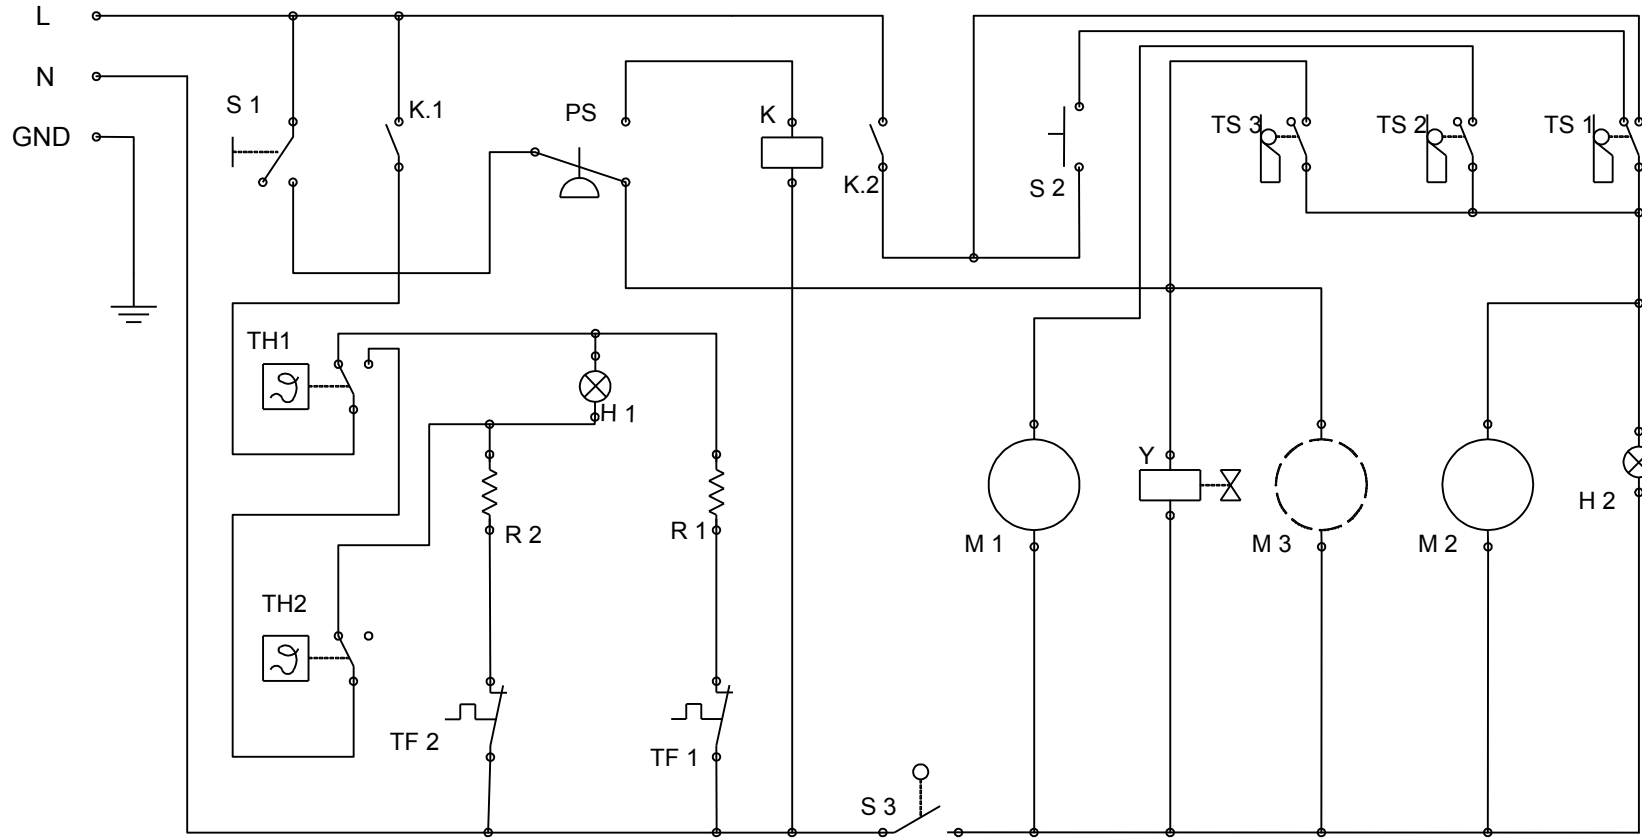 L
N
S 1
K.1
PS
K
TS 3
TS 2
TS 1
GND
K.2
S 2
TH1
H 1
Y
H 2
R 2
R 1
M 1
M 3
M 2
TH2
TF 2
TF 1
S 3